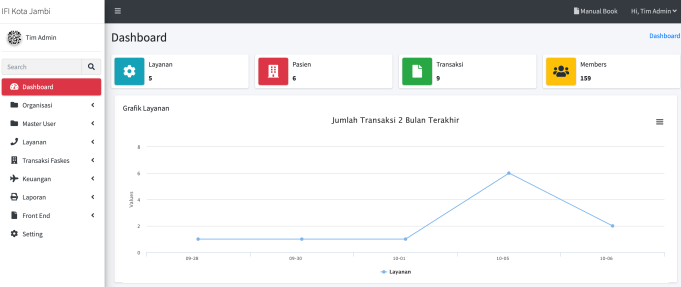 IFI Kota Jambi
Manual Book
Hi, Tim Admin
Tim Admin
Search
Dashboard
Organisasi
Master User
Layanan
Transaksi Faskes
Keuangan
Laporan
Front End
Setting
Dashboard
Dashboard
Layanan
5
Pasien
6
Transaksi
9
Members
159
Grafik Layanan
Jumlah Transaksi 2 Bulan Terakhir
Values
8
6
4
2
0
09-28
09-30
10-01
10-03
10-06
Layanan